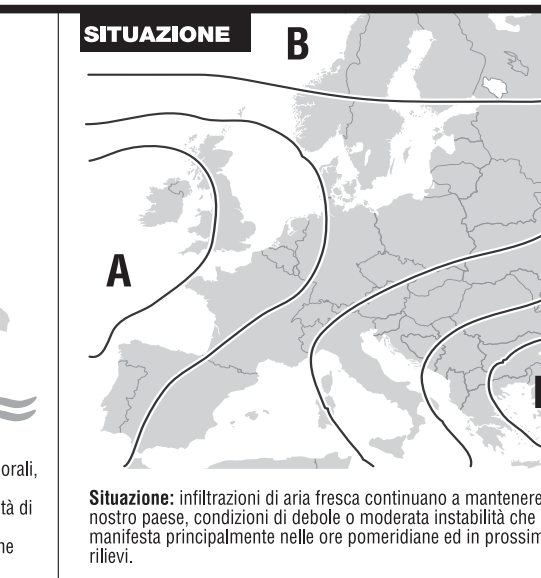 SITUAZIONE
B
A
orali,
tà di
ne
Situazione: infiltrazioni di aria fresca continuano a mantenere
nostro paese, condizioni di debole o moderata instabilità che
manifesta principalmente nelle ore pomeridiane ed in prossim
rilievi.